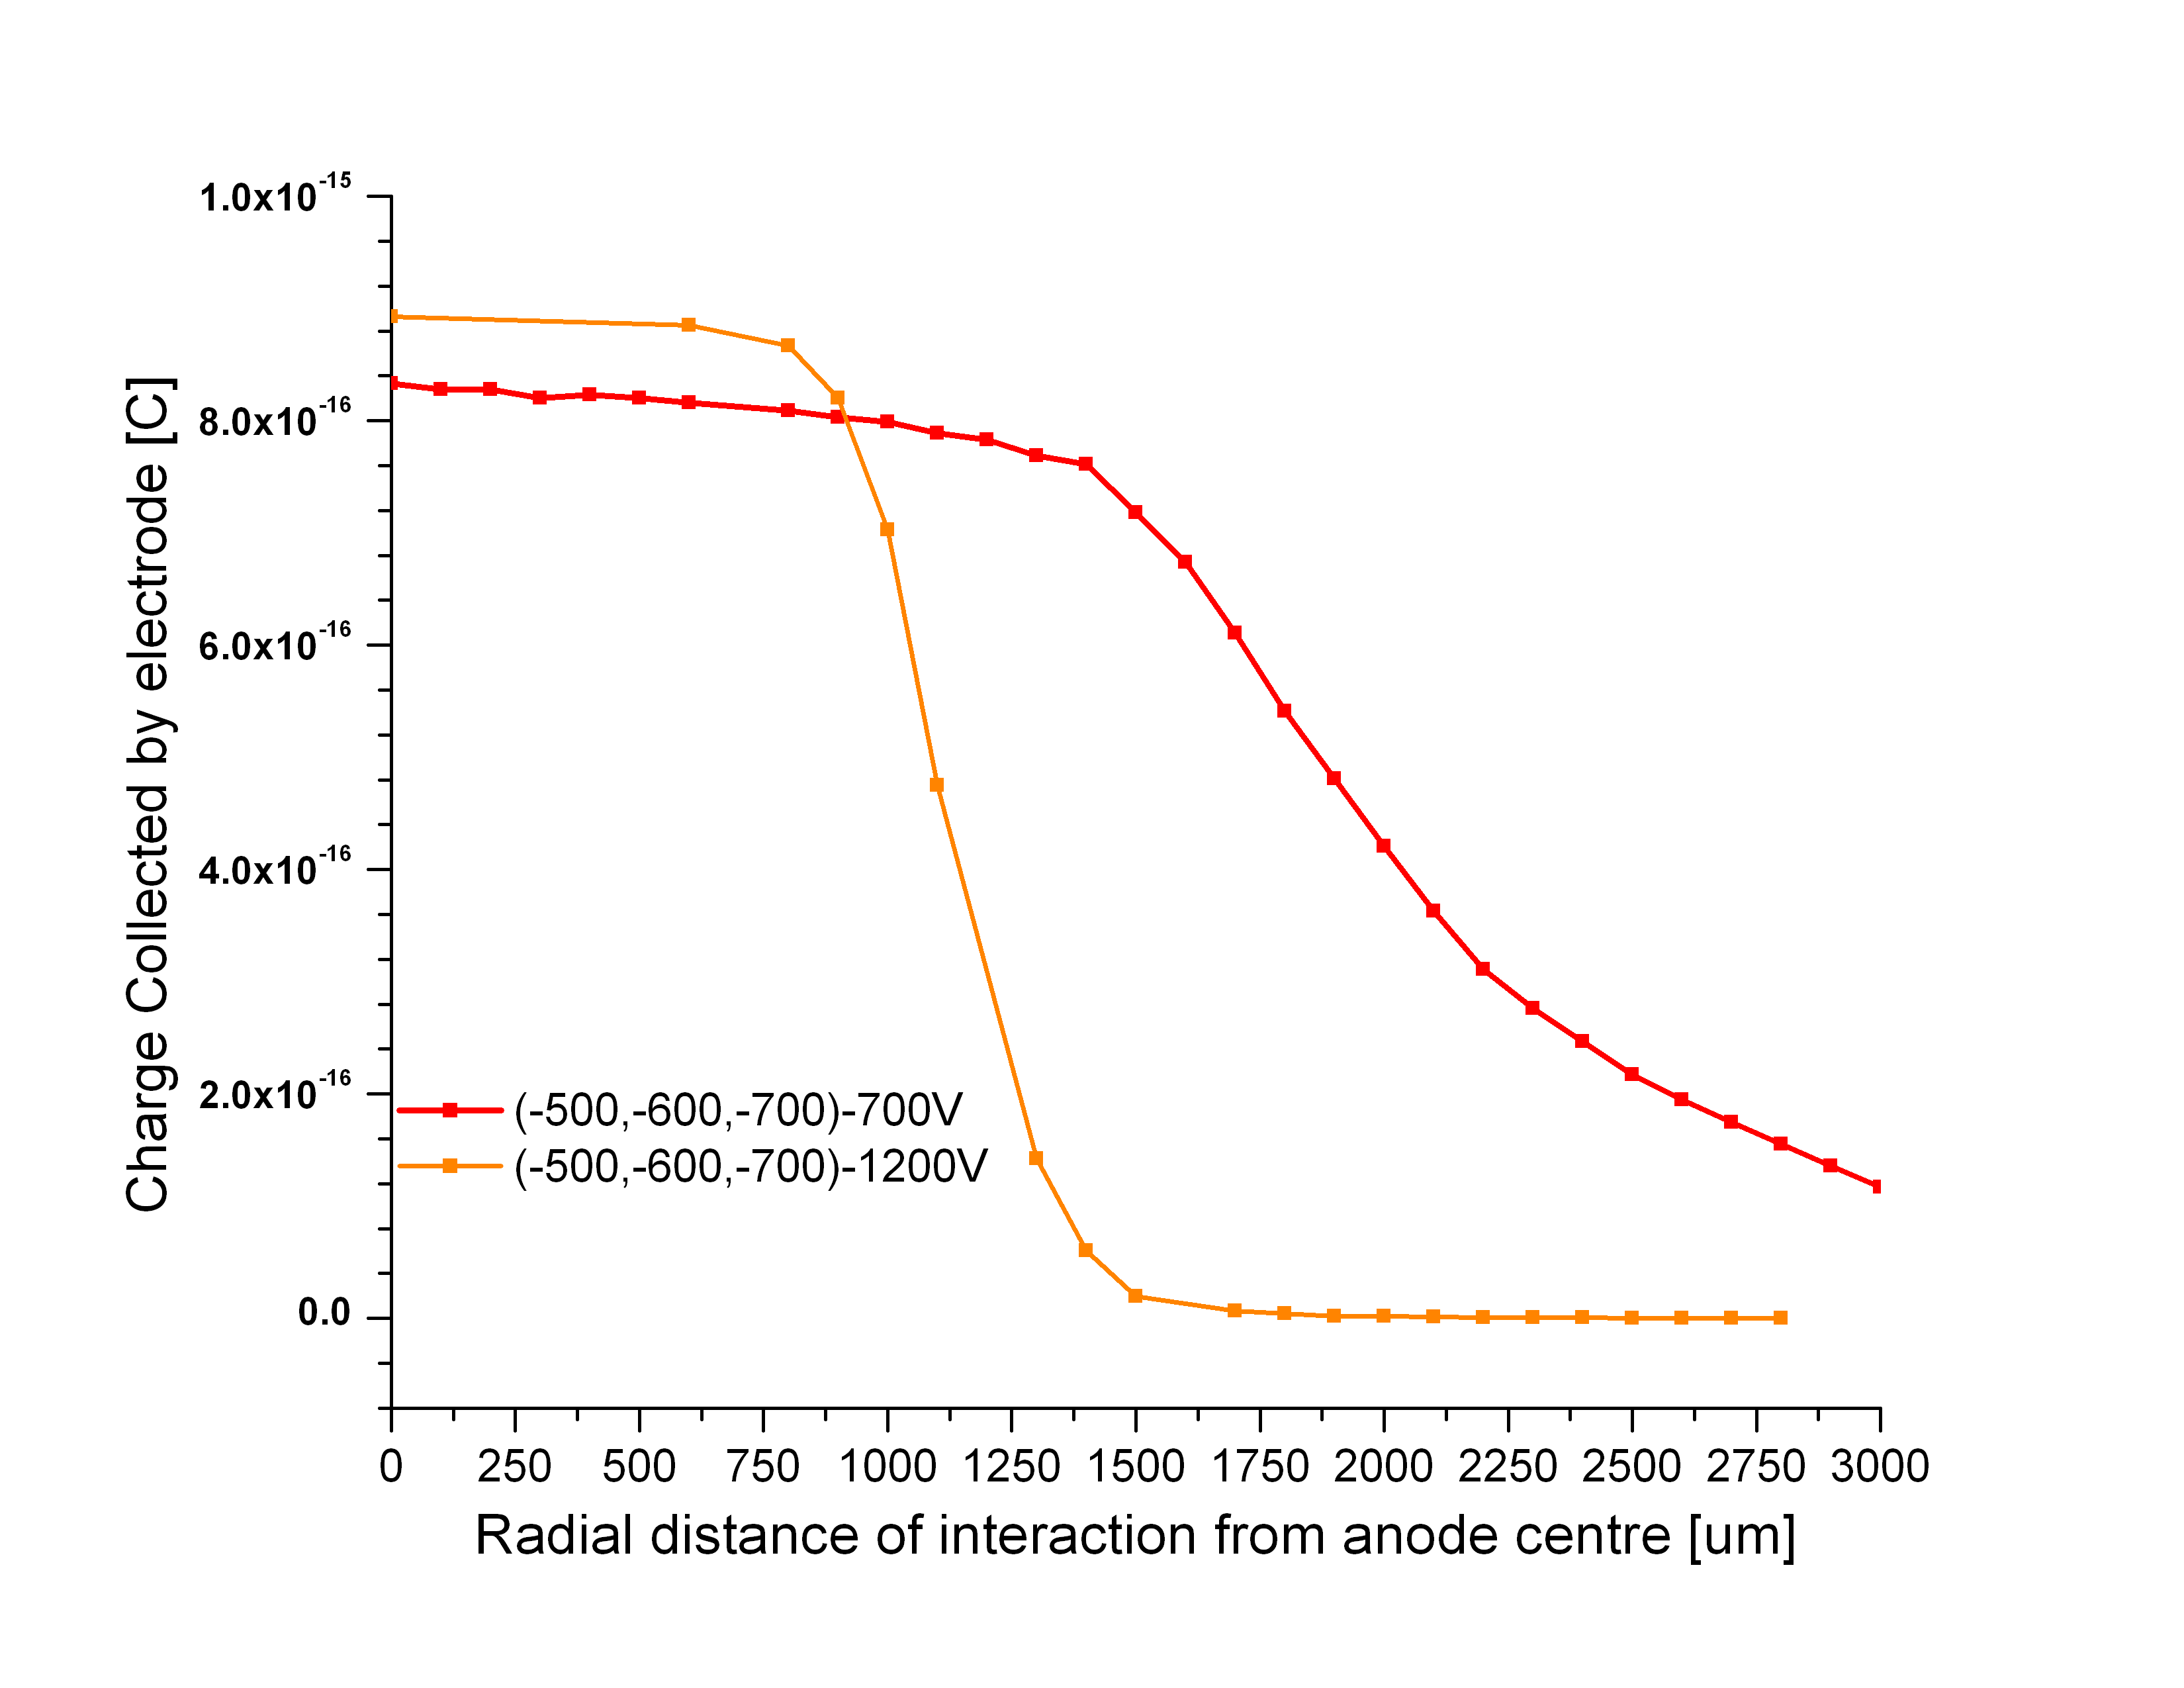 1.0x10^-15
8.0x10^-16
6.0x10^-16
4.0x10^-16
2.0x10^-16
0.0
Charge Collected by electrode [C]
(-500,-600,-700)-700V
(-500,-600,-700)-1200V
0 250 500 750 1000 1250 1500 1750 2000 2250 2500 2750 3000
Radial distance of interaction from anode centre [um]